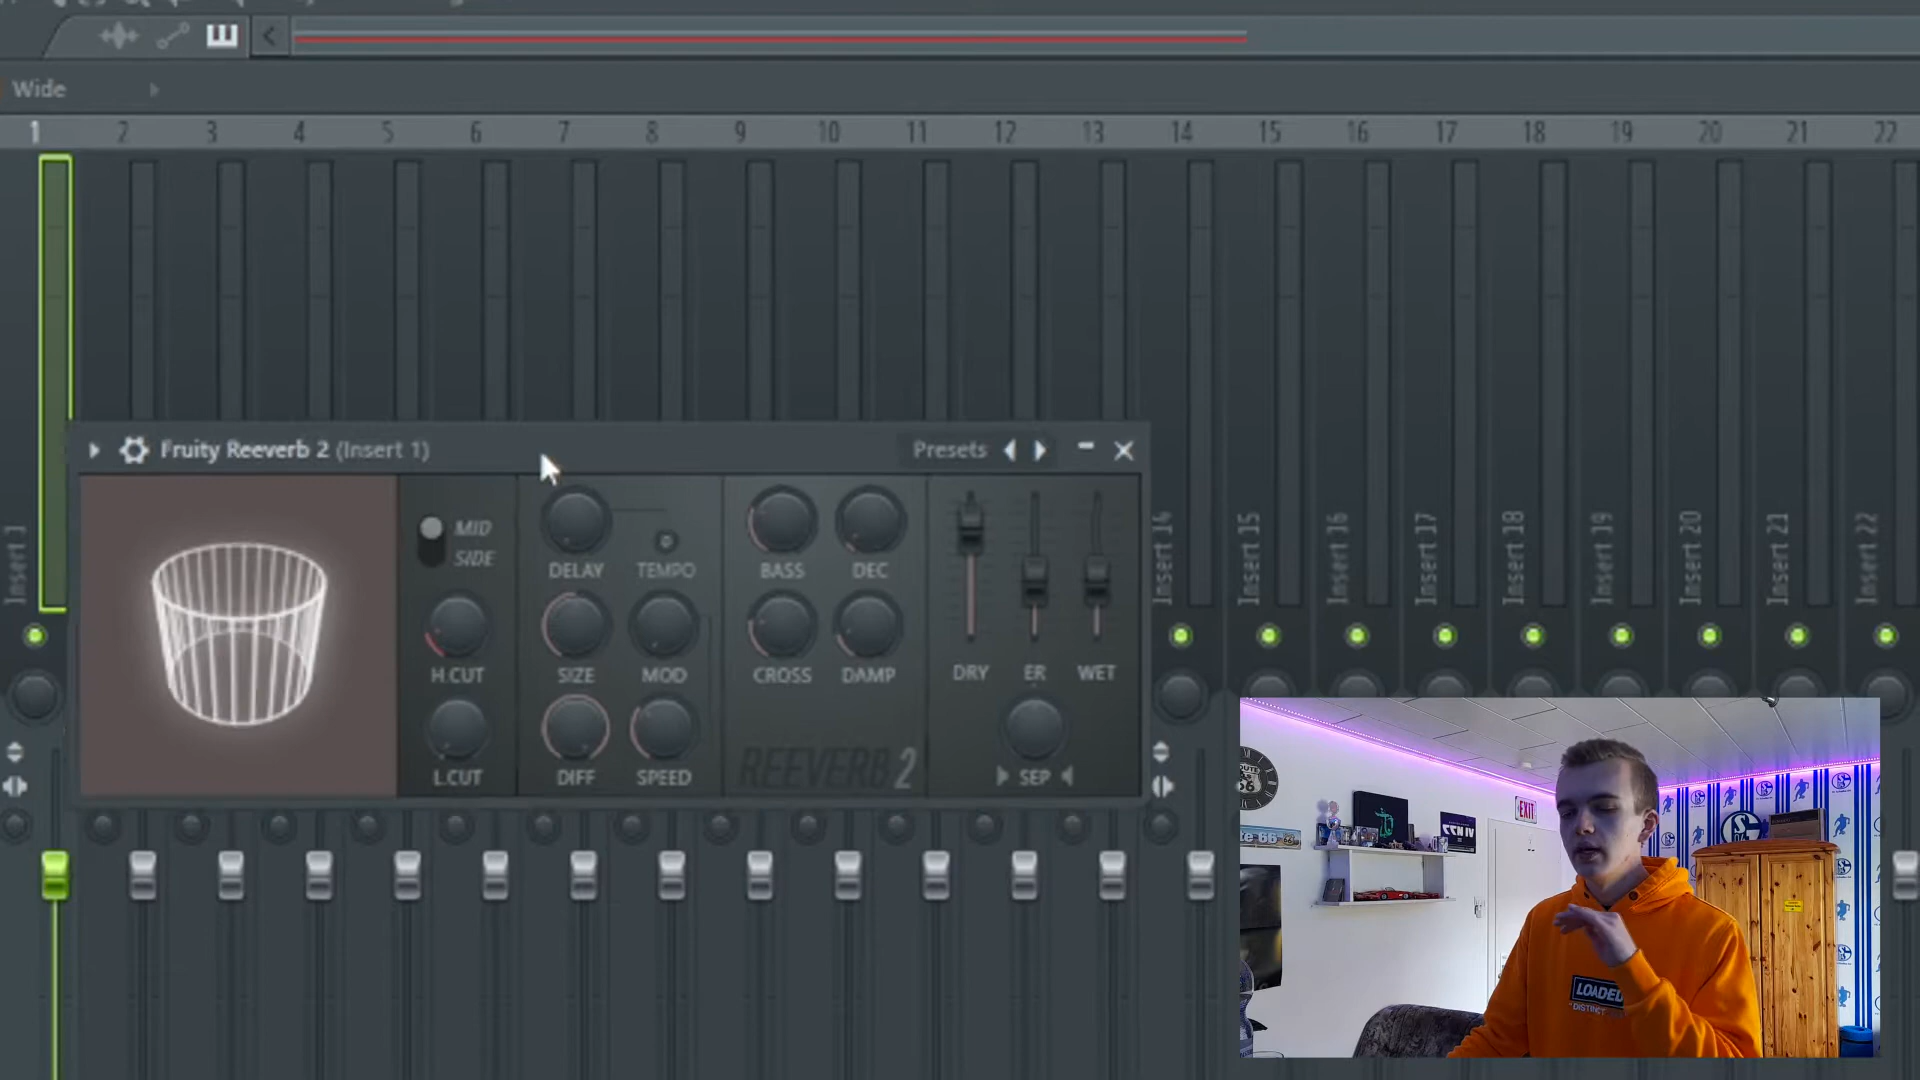 Wide
1 2 3 4 5 6 7 8 9 10 11 12 13 14 15 16 17 18 19 20 21 22
Fruity Reeverb 2 (Insert 1)
Presets
MID
SIDE
H.CUT
L.CUT
DELAY
TEMPO
SIZE
MOD
DIFF
SPEED
BASS
DEC
CROSS
DAMP
REEVERB 2
DRY
ER
WET
SEP
Insert 1
Insert 14
Insert 15
Insert 16
Insert 17
Insert 18
Insert 19
Insert 20
Insert 21
Insert 22
66
EXIT
LOADED